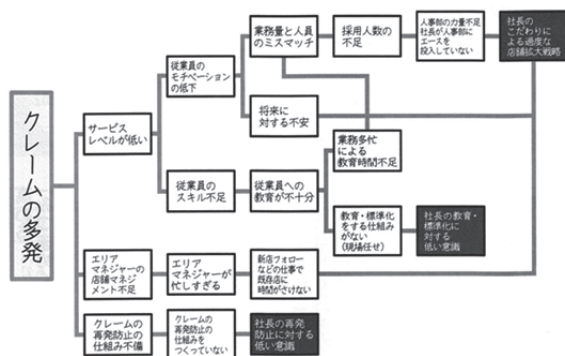 クレームの多発
サービス
レベルが低い
従業員の
モチベーション
の低下
業務量と人員
のミスマッチ
採用人数の
不足
人事部の力量不足
社長が人事部に
エースを
投入していない
社長の
こだわりに
よる過度な
店舗拡大戦略
将来に
対する不安
従業員の
スキル不足
従業員への
教育が不十分
業務多忙
による
教育時間不足
教育・標準化
をする仕組み
がない
(現場任せ)
社長の教育・
標準化に
対する
低い意識
エリア
マネジャーの
店舗マネジ
メント不足
エリア
マネジャーが
忙しすぎる
新店フォロー
などの仕事で
既存店に
時間がさけない
クレームの
再発防止の
仕組み不備
クレームの
再発防止の
仕組みを
つくっていない
社長の再発
防止に対する
低い意識